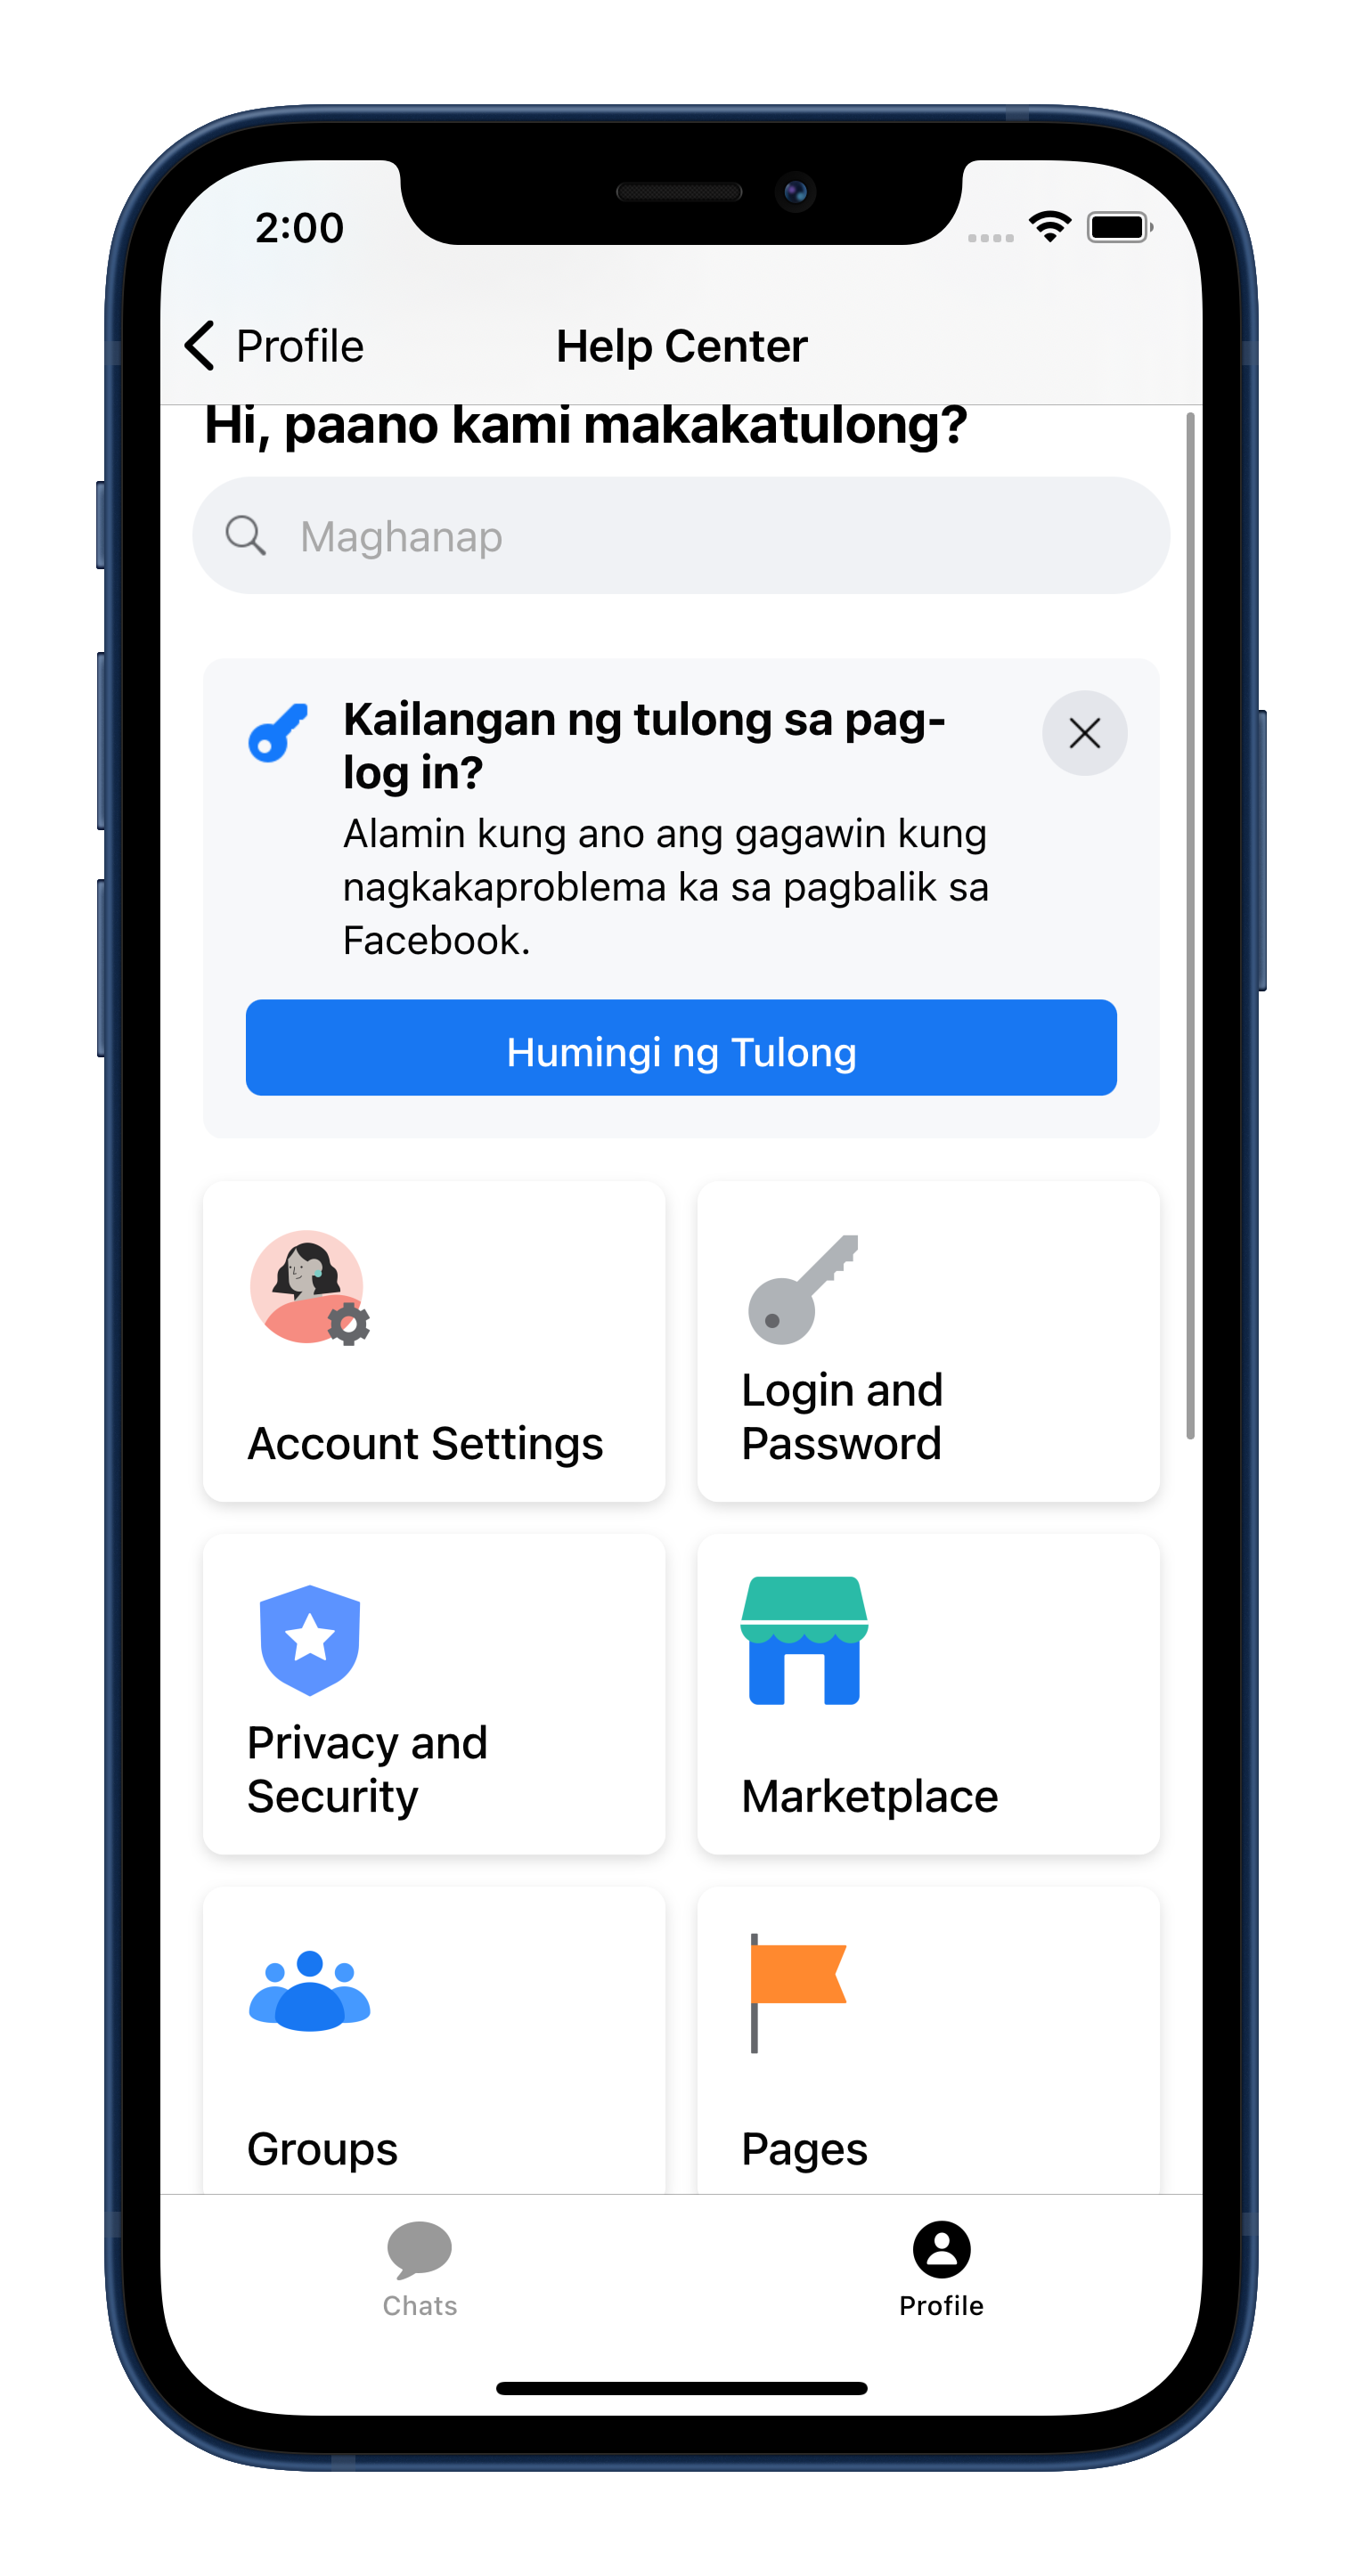 2:00
Profile
Help Center
Hi, paano kami makakatulong?
Maghanap
Kailangan ng tulong sa pag-
log in?
Alamin kung ano ang gagawin kung
nagkakaproblema ka sa pagbalik sa
Facebook.
Humingi ng Tulong
Account Settings
Login and
Password
Privacy and
Security
Marketplace
Groups
Pages
Chats
Profile